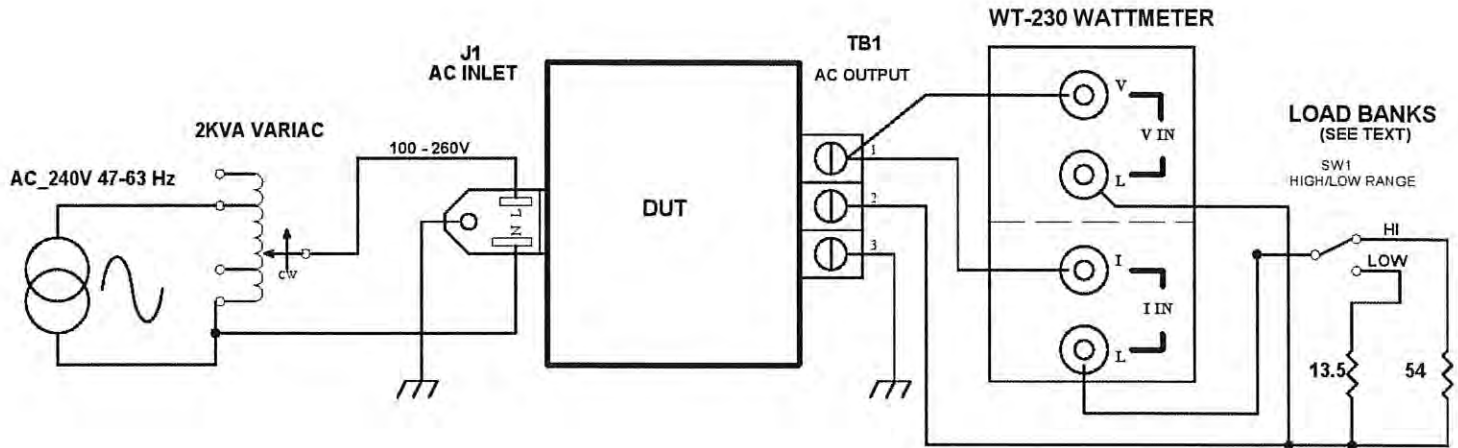 WT-230 WATTMETER
J1
AC INLET
TB1
AC OUTPUT
2KVA VARIAC
100 - 260V
AC_240V 47-63 Hz
CW
L
N
DUT
1
2
3
V
V IN
L
I
I IN
L
LOAD BANKS
(SEE TEXT)
SW1
HIGH/LOW RANGE
HI
LOW
13.5
54